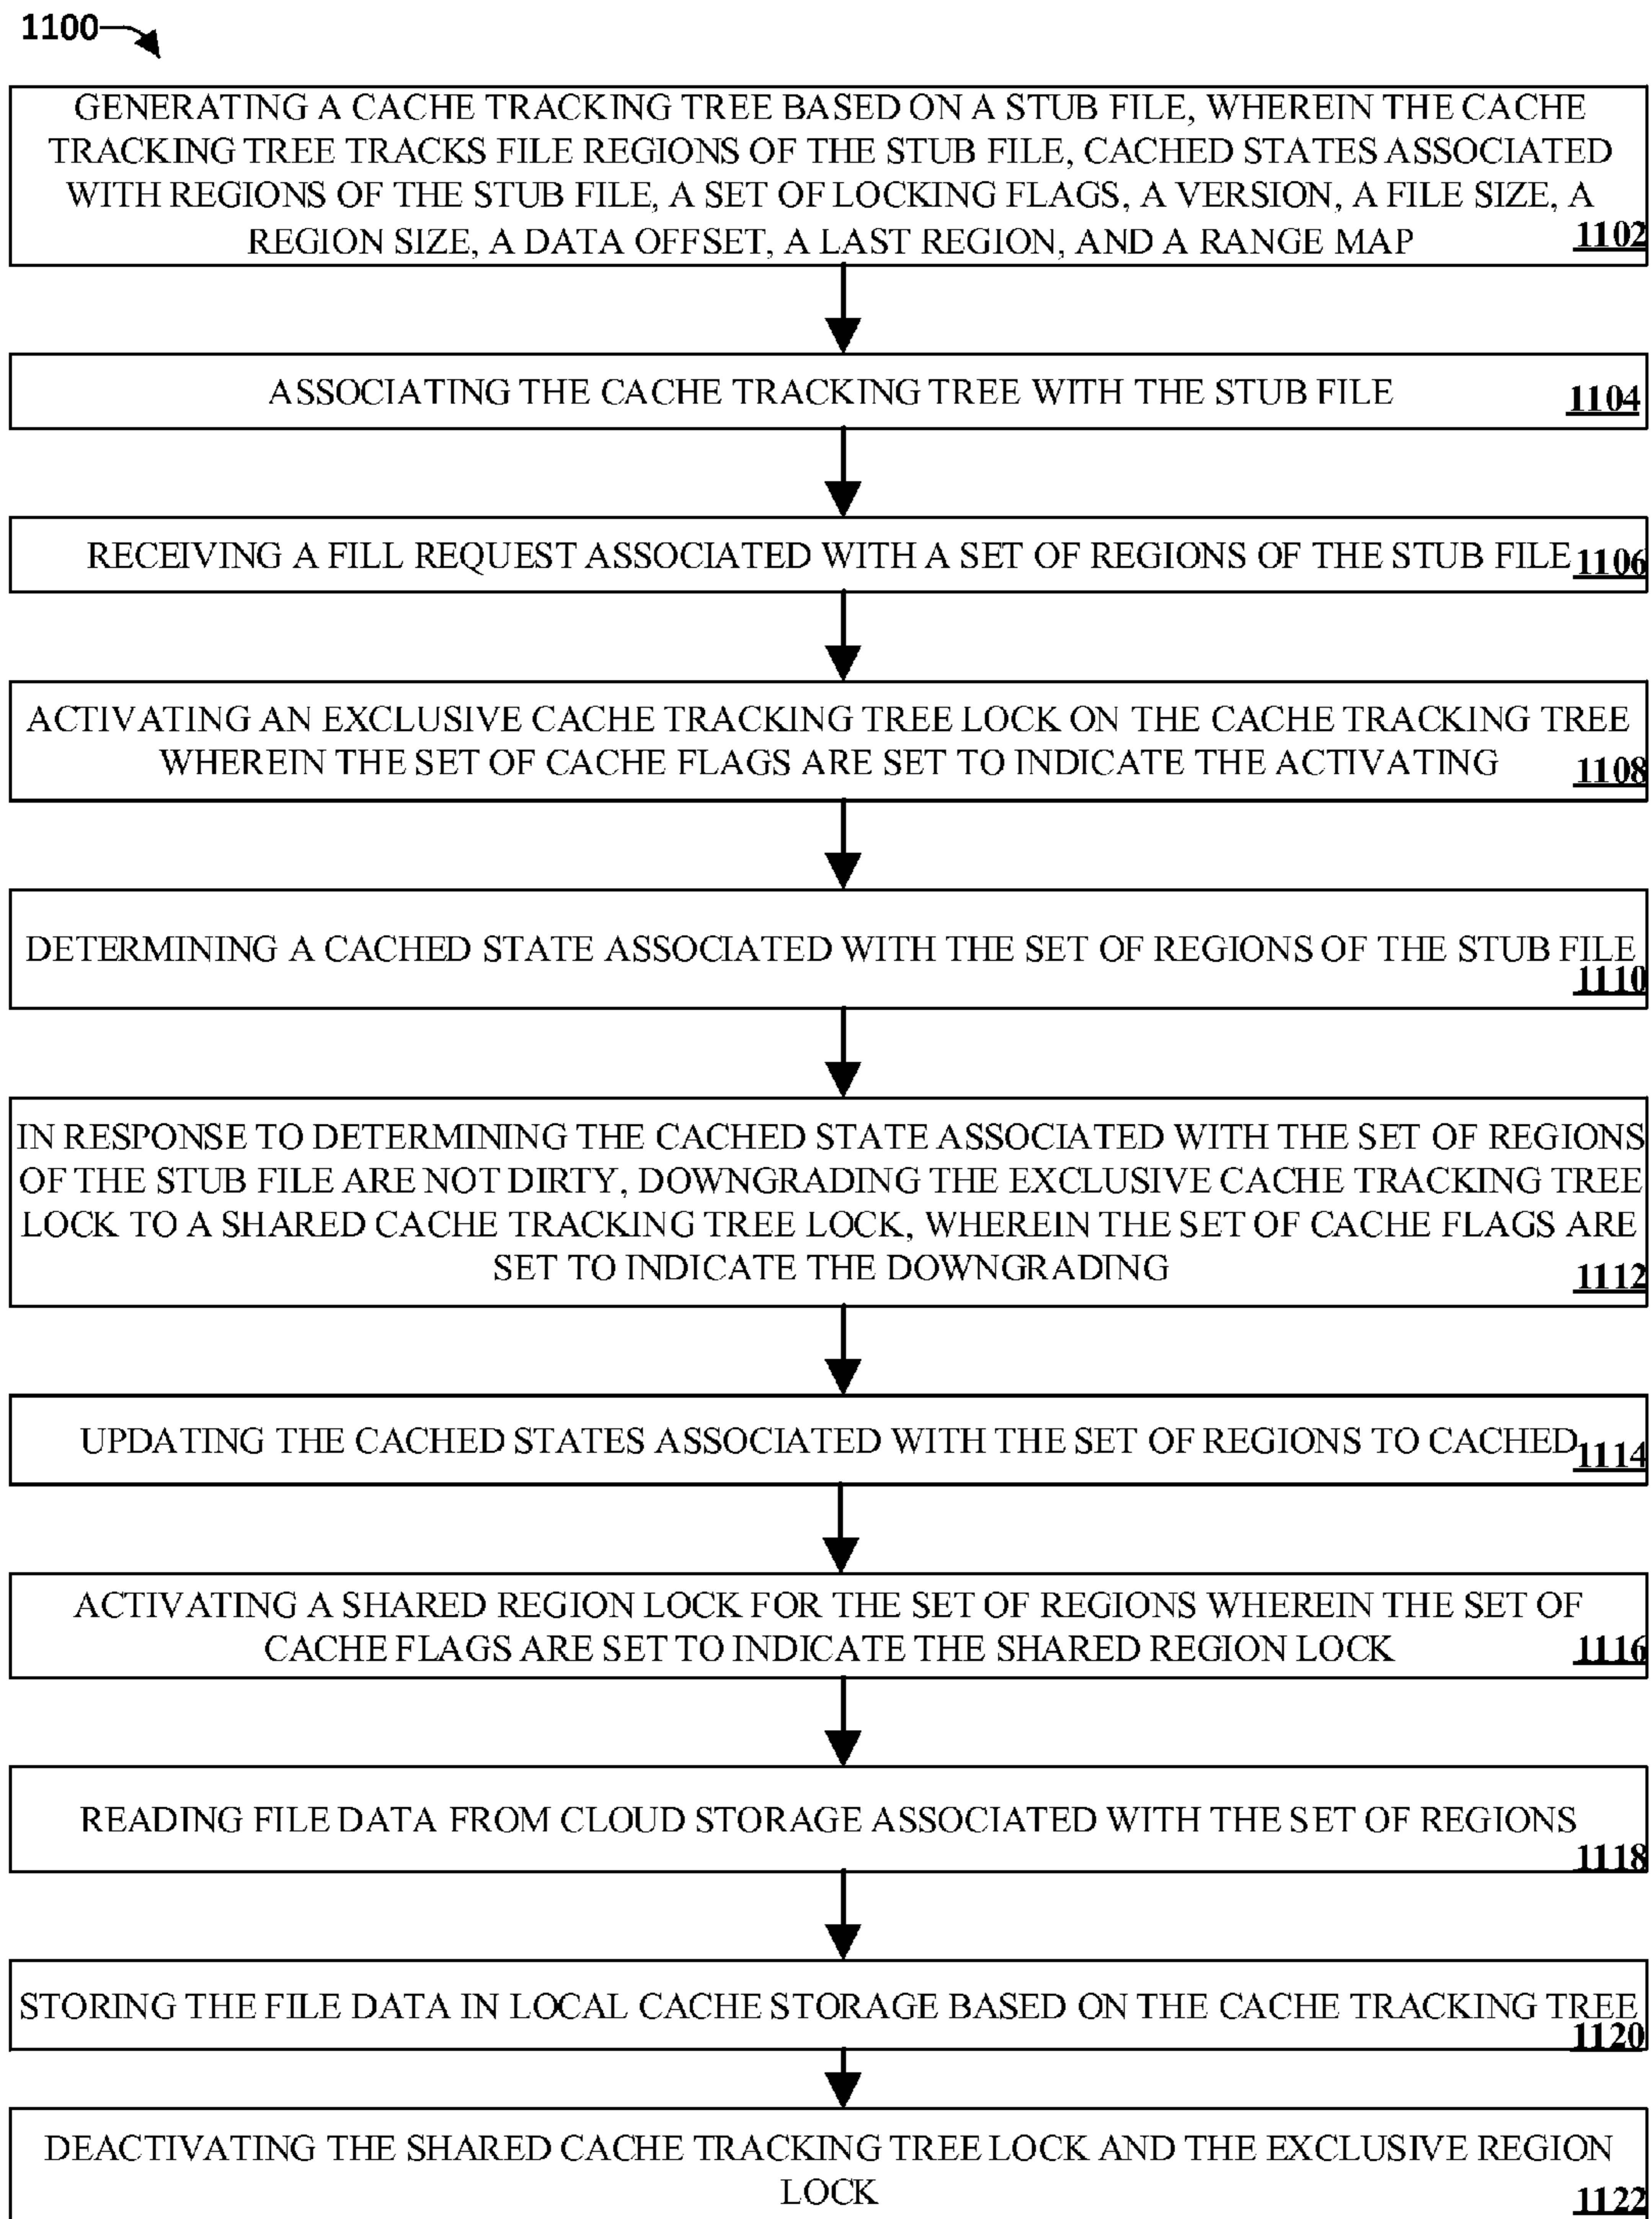 1100
GENERATING A CACHE TRACKING TREE BASED ON A STUB FILE, WHEREIN THE CACHE
TRACKING TREE TRACKS FILE REGIONS OF THE STUB FILE, CACHED STATES ASSOCIATED
WITH REGIONS OF THE STUB FILE, A SET OF LOCKING FLAGS, A VERSION, A FILE SIZE, A
REGION SIZE, A DATA OFFSET, A LAST REGION, AND A RANGE MAP 1102
ASSOCIATING THE CACHE TRACKING TREE WITH THE STUB FILE 1104
RECEIVING A FILL REQUEST ASSOCIATED WITH A SET OF REGIONS OF THE STUB FILE 1106
ACTIVATING AN EXCLUSIVE CACHE TRACKING TREE LOCK ON THE CACHE TRACKING TREE
WHEREIN THE SET OF CACHE FLAGS ARE SET TO INDICATE THE ACTIVATING 1108
DETERMINING A CACHED STATE ASSOCIATED WITH THE SET OF REGIONS OF THE STUB FILE
1110
IN RESPONSE TO DETERMINING THE CACHED STATE ASSOCIATED WITH THE SET OF REGIONS
OF THE STUB FILE ARE NOT DIRTY, DOWNGRADING THE EXCLUSIVE CACHE TRACKING TREE
LOCK TO A SHARED CACHE TRACKING TREE LOCK, WHEREIN THE SET OF CACHE FLAGS ARE
SET TO INDICATE THE DOWNGRADING 1112
UPDATING THE CACHED STATES ASSOCIATED WITH THE SET OF REGIONS TO CACHED 1114
ACTIVATING A SHARED REGION LOCK FOR THE SET OF REGIONS WHEREIN THE SET OF
CACHE FLAGS ARE SET TO INDICATE THE SHARED REGION LOCK 1116
READING FILE DATA FROM CLOUD STORAGE ASSOCIATED WITH THE SET OF REGIONS
1118
STORING THE FILE DATA IN LOCAL CACHE STORAGE BASED ON THE CACHE TRACKING TREE
1120
DEACTIVATING THE SHARED CACHE TRACKING TREE LOCK AND THE EXCLUSIVE REGION
LOCK 1122